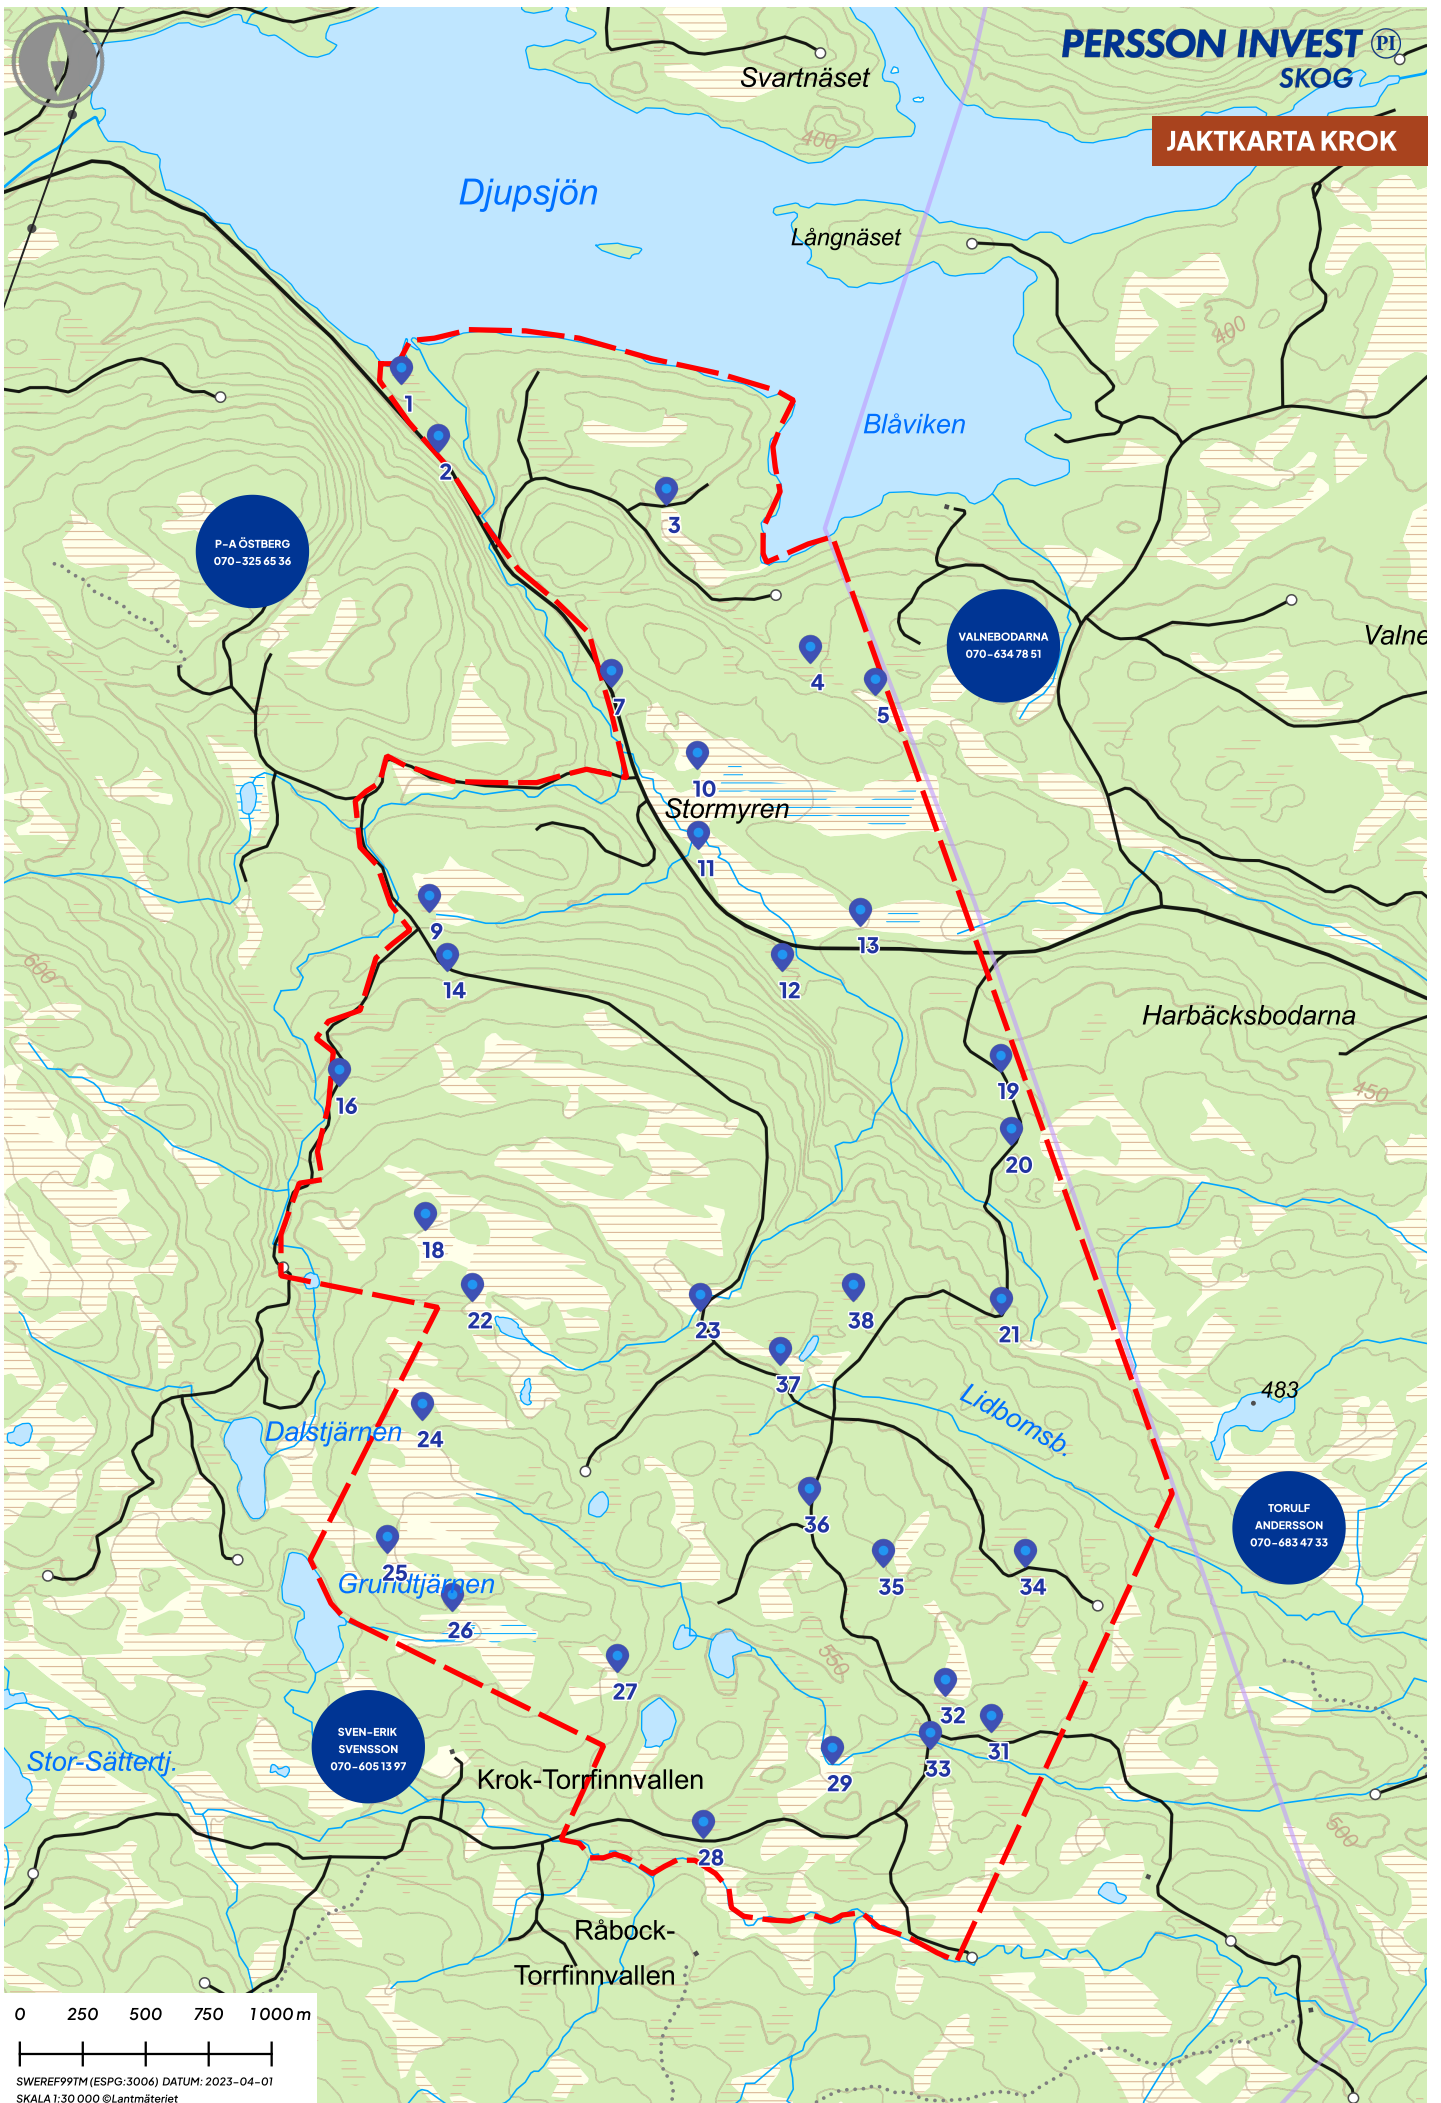 PERSSON INVEST PI
SKOG
JAKTKARTA KROK
Svartnäset
400
Djupsjön
Långnäset
400
Blåviken
1
2
3
P-A ÖSTBERG
070-325 65 36
VALNEBODARNA
070-634 78 51
Valne
4
5
7
10
Stormyren
11
9
13
14
12
600
Harbäcksbodarna
450
19
16
20
18
22
23
38
21
37
483
Lidbomsb.
Dalstjärnen
24
36
TORULF
ANDERSSON
070-683 47 33
25
35
34
Grundtjärnen
26
550
27
32
31
33
29
SVEN-ERIK
SVENSSON
070-605 13 97
Stor-Sättertj.
Krok-Torrfinnvallen
28
500
Råbock-
Torrfinnvallen
0 250 500 750 1 000 m
SWEREF99TM (ESPG:3006) DATUM: 2023-04-01
SKALA 1:30 000 ©Lantmäteriet